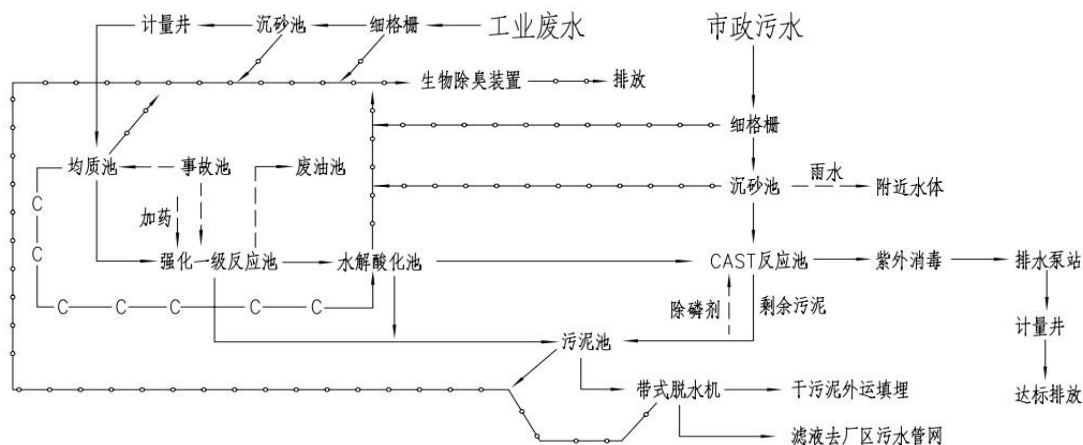 计量井 沉砂池 细格栅 工业废水 市政污水
生物除臭装置 排放
细格栅
均质池 事故池 废油池 沉砂池 雨水 附近水体
C
加药
C 强化一级反应池 水解酸化池 CAST反应池 紫外消毒 排水泵站
C C C C C 除磷剂 剩余污泥
计量井
污泥池
带式脱水机 干污泥外运填埋 达标排放
滤液去厂区污水管网